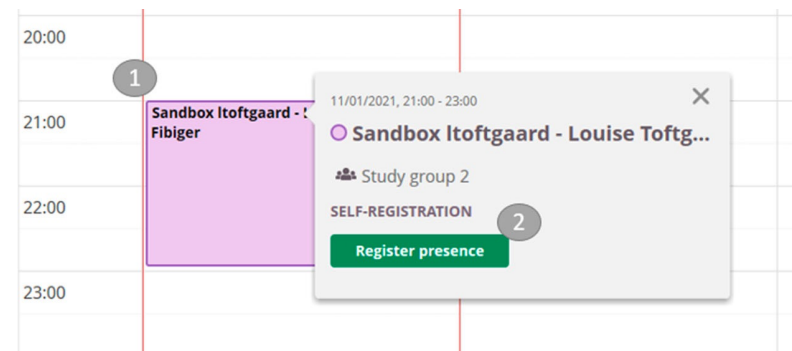 20:00
1
21:00
Sandbox ltoftgaard -
Fibiger
22:00
23:00
11/01/2021, 21:00 - 23:00
Sandbox ltoftgaard - Louise Toftg...
Study group 2
SELF-REGISTRATION
2
Register presence